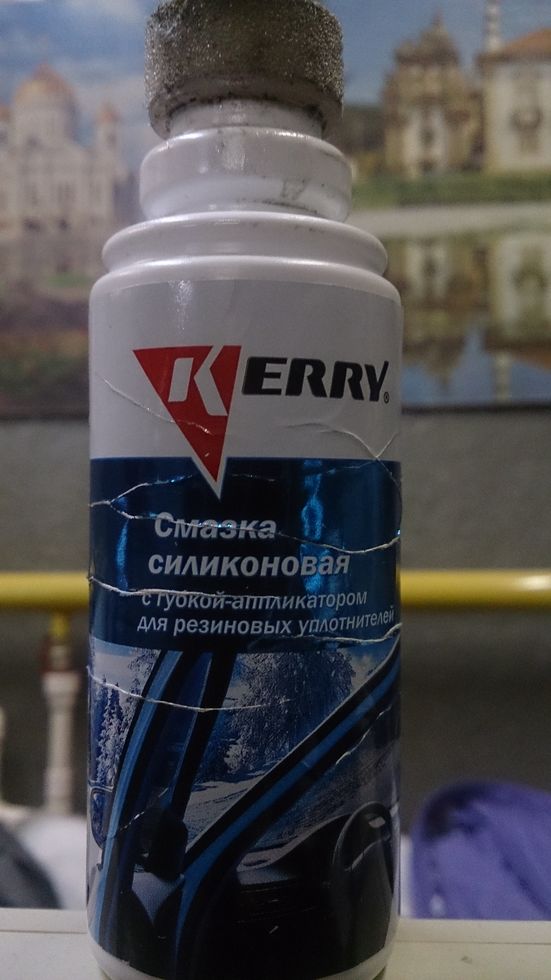 KERRY®
Смазка
силиконовая
с губкой-аппликатором
для резиновых уплотнителей